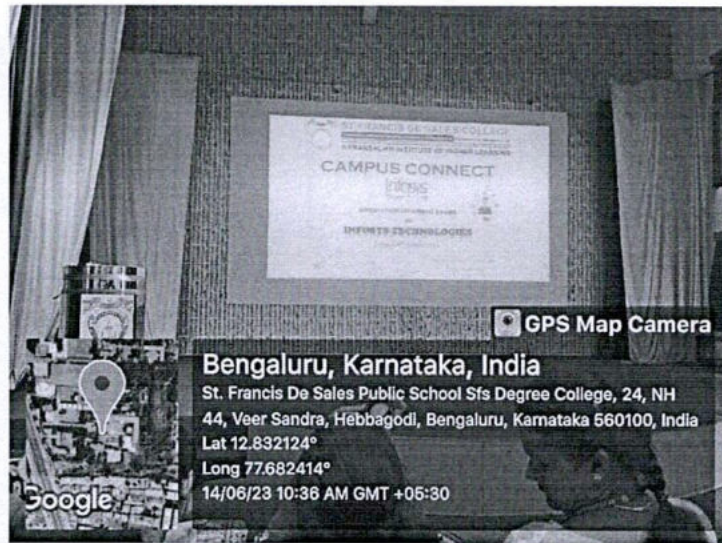 ST. FRANCIS DE SALES COLLEGE
CAMPUS CONNECT
Infosys
INFOSYS TECHNOLOGIES
GPS Map Camera
Bengaluru, Karnataka, India
St. Francis De Sales Public School Sfs Degree College, 24, NH
44, Veer Sandra, Hebbagodi, Bengaluru, Karnataka 560100, India
Lat 12.832124°
Long 77.682414°
14/06/23 10:36 AM GMT +05:30
Google